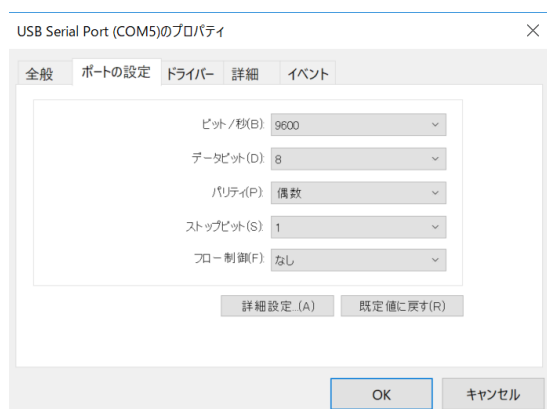 USB Serial Port (COM5)のプロパティ
全般 ポートの設定 ドライバー 詳細 イベント
ビット/秒(B): 9600
データビット(D): 8
パリティ(P): 偶数
ストップビット(S): 1
フロー制御(F): なし
詳細設定...(A) 既定値に戻す(R)
OK キャンセル